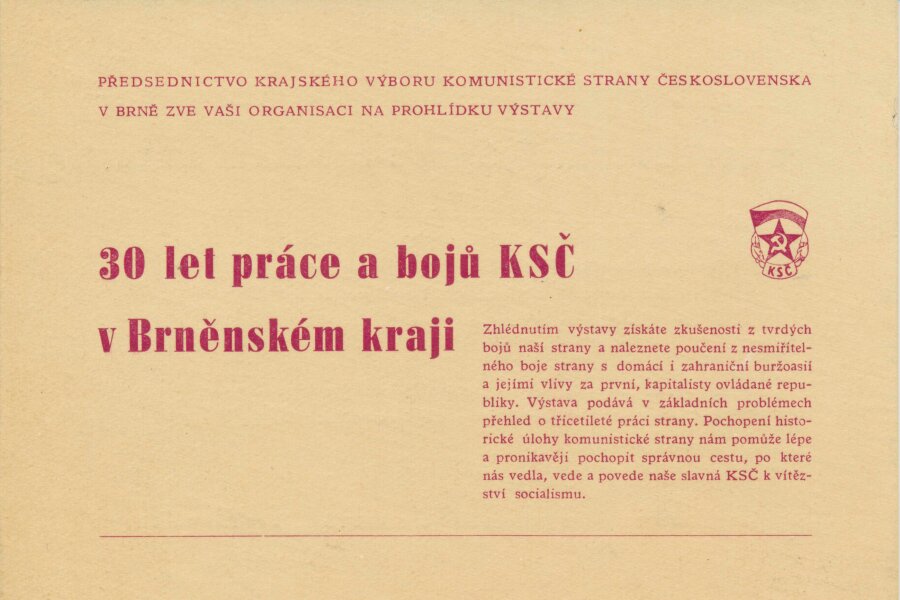 PŘEDSEDNICTVO KRAJSKÉHO VÝBORU KOMUNISTICKÉ STRANY ČESKOSLOVENSKA
V BRNĚ ZVE VAŠI ORGANISACI NA PROHLÍDKU VÝSTAVY
30 let práce a bojů KSČ
v Brněnském kraji
KSČ
Zhlédnutím výstavy získáte zkušenosti z tvrdých
bojů naší strany a naleznete poučení z nesmířitel-
ného boje strany s domácí i zahraniční buržoasií
a jejími vlivy za první, kapitalisty ovládané repu-
bliky. Výstava podává v základních problémech
přehled o třicetileté práci strany. Pochopení histo-
rické úlohy komunistické strany nám pomůže lépe
a pronikavěji pochopit správnou cestu, po které
nás vedla, vede a povede naše slavná KSČ k vítěz-
ství socialismu.